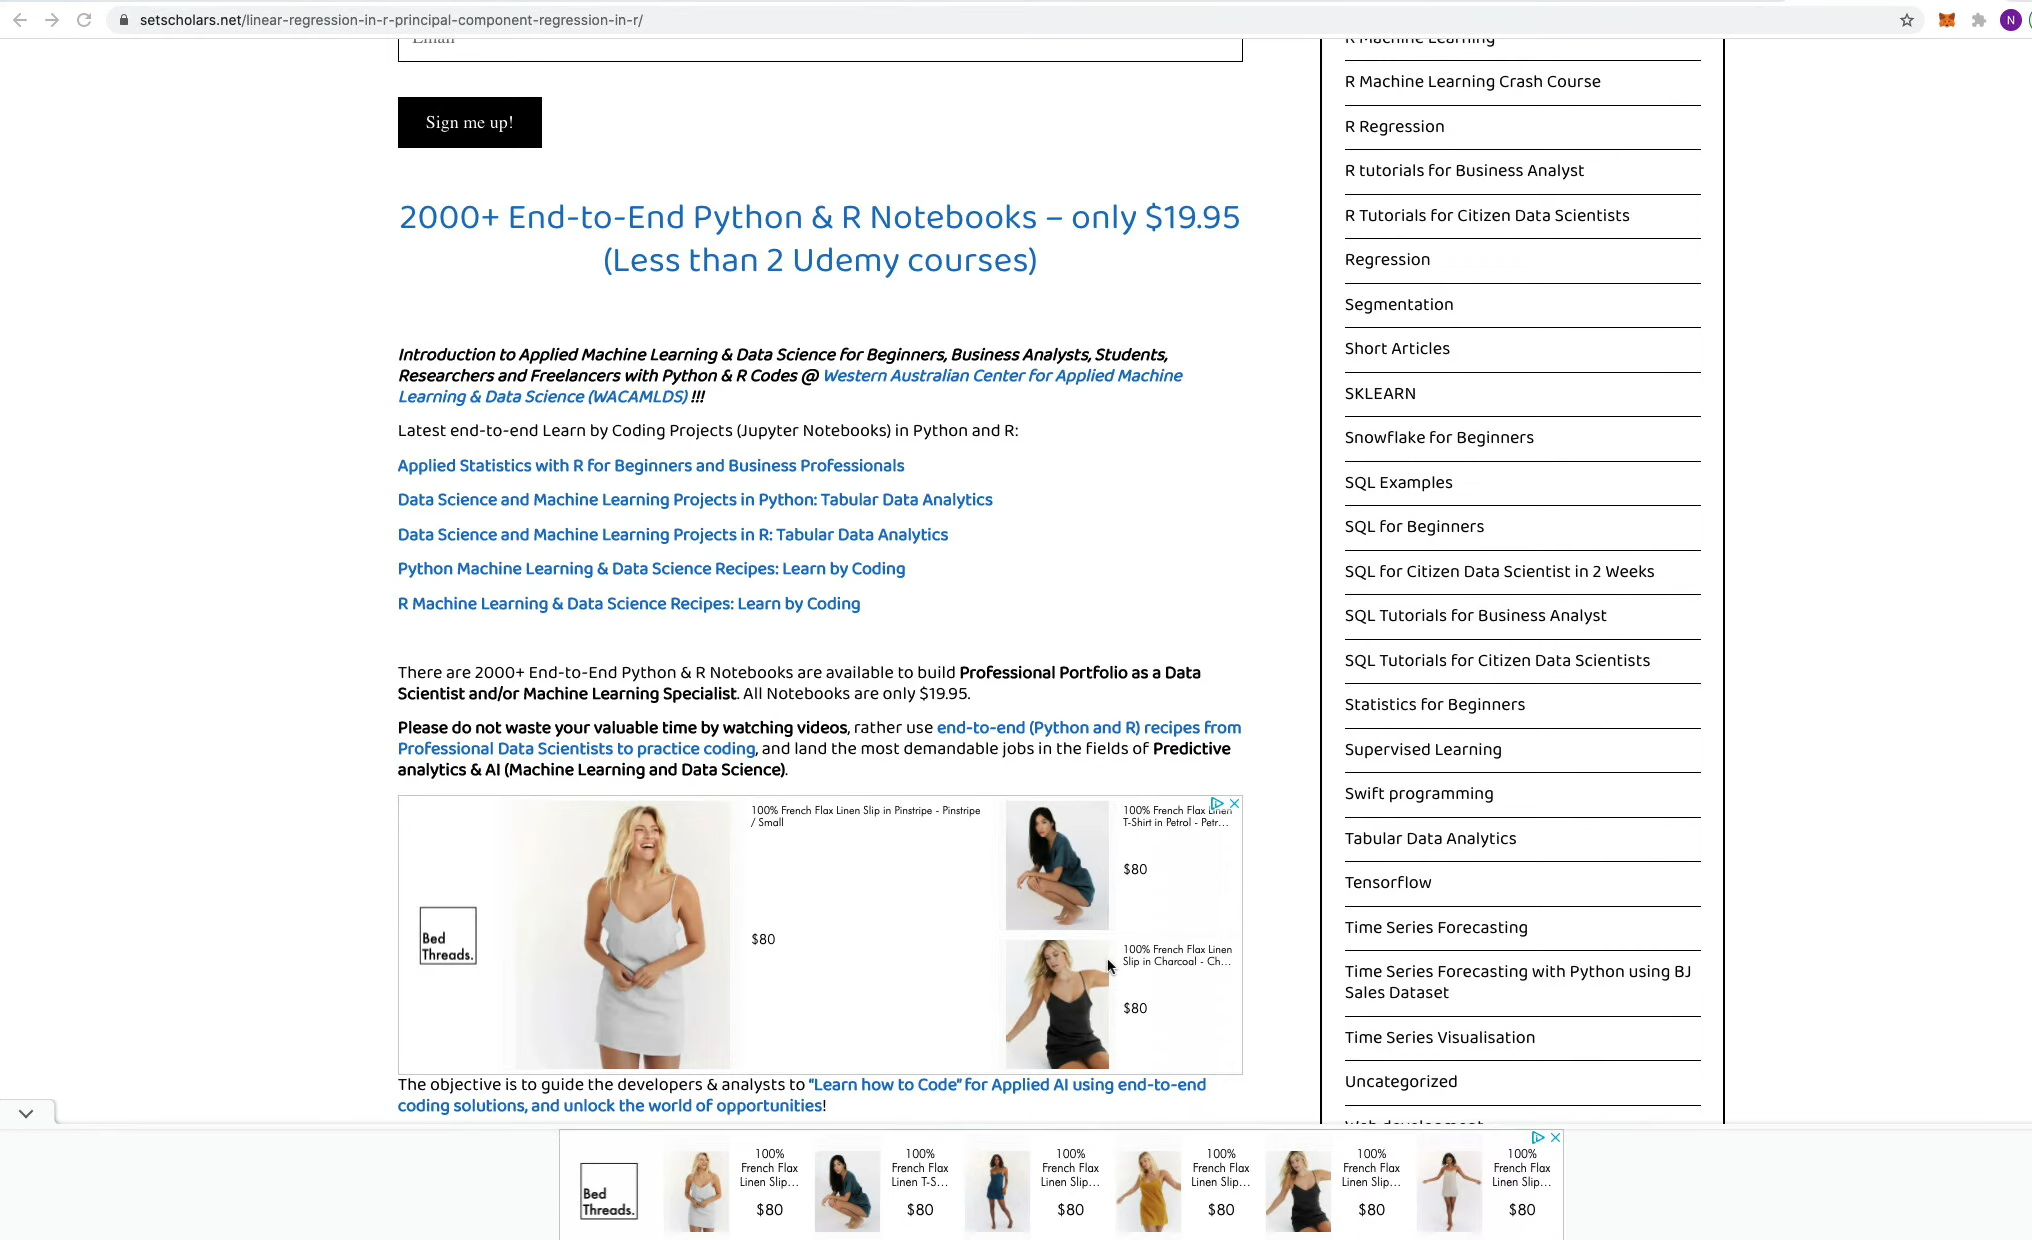 setscholars.net/linear-regression-in-r-principal-component-regression-in-r/
N
Email
Sign me up!
2000+ End-to-End Python & R Notebooks – only $19.95
(Less than 2 Udemy courses)
Introduction to Applied Machine Learning & Data Science for Beginners, Business Analysts, Students,
Researchers and Freelancers with Python & R Codes @ Western Australian Center for Applied Machine
Learning & Data Science (WACAMLDS) !!!
Latest end-to-end Learn by Coding Projects (Jupyter Notebooks) in Python and R:
Applied Statistics with R for Beginners and Business Professionals
Data Science and Machine Learning Projects in Python: Tabular Data Analytics
Data Science and Machine Learning Projects in R: Tabular Data Analytics
Python Machine Learning & Data Science Recipes: Learn by Coding
R Machine Learning & Data Science Recipes: Learn by Coding
There are 2000+ End-to-End Python & R Notebooks are available to build Professional Portfolio as a Data
Scientist and/or Machine Learning Specialist. All Notebooks are only $19.95.
Please do not waste your valuable time by watching videos, rather use end-to-end (Python and R) recipes from
Professional Data Scientists to practice coding, and land the most demandable jobs in the fields of Predictive
analytics & AI (Machine Learning and Data Science).
Bed
Threads.
100% French Flax Linen Slip in Pinstripe - Pinstripe
/ Small
$80
100% French Flax Linen
T-Shirt in Petrol - Petr...
$80
100% French Flax Linen
Slip in Charcoal - Ch...
$80
The objective is to guide the developers & analysts to “Learn how to Code” for Applied AI using end-to-end
coding solutions, and unlock the world of opportunities!
R Machine Learning
R Machine Learning Crash Course
R Regression
R tutorials for Business Analyst
R Tutorials for Citizen Data Scientists
Regression
Segmentation
Short Articles
SKLEARN
Snowflake for Beginners
SQL Examples
SQL for Beginners
SQL for Citizen Data Scientist in 2 Weeks
SQL Tutorials for Business Analyst
SQL Tutorials for Citizen Data Scientists
Statistics for Beginners
Supervised Learning
Swift programming
Tabular Data Analytics
Tensorflow
Time Series Forecasting
Time Series Forecasting with Python using BJ
Sales Dataset
Time Series Visualisation
Uncategorized
Web development
Bed
Threads.
100%
French Flax
Linen Slip...
$80
100%
French Flax
Linen T-S...
$80
100%
French Flax
Linen Slip...
$80
100%
French Flax
Linen Slip...
$80
100%
French Flax
Linen Slip...
$80
100%
French Flax
Linen Slip...
$80